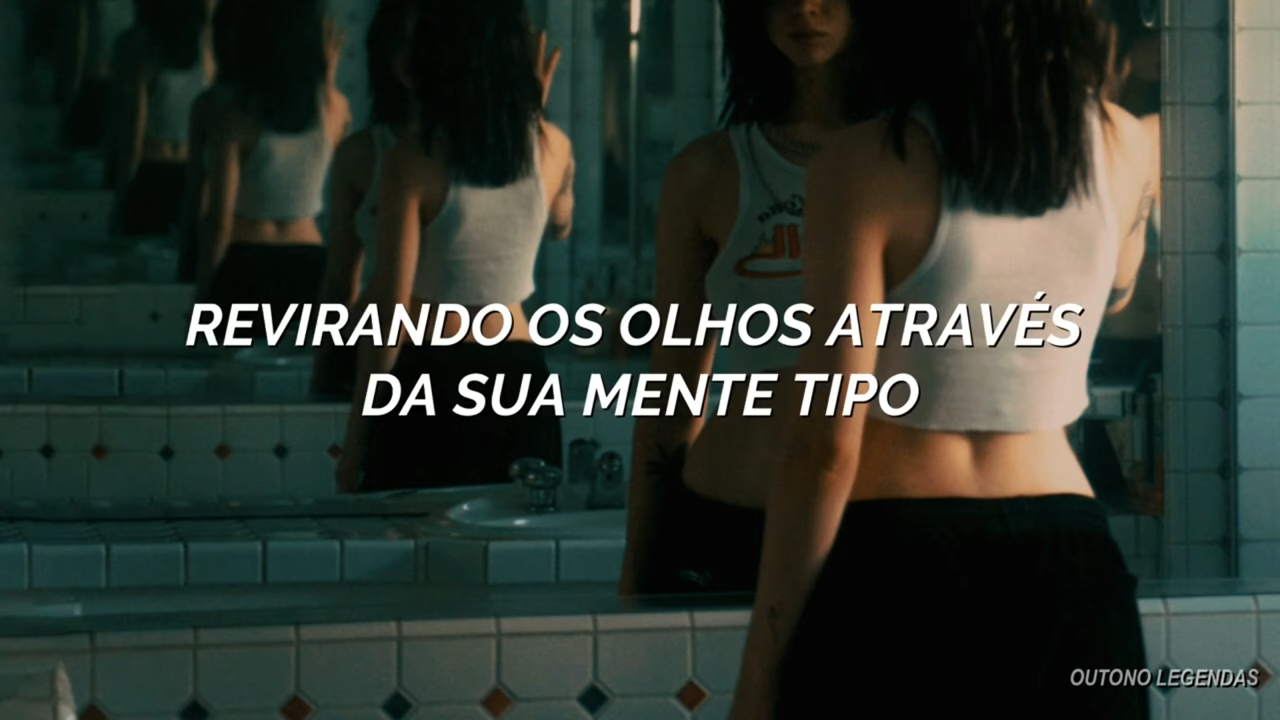 REVIRANDO OS OLHOS ATRAVÉS
DA SUA MENTE TIPO
OUTONO LEGENDAS